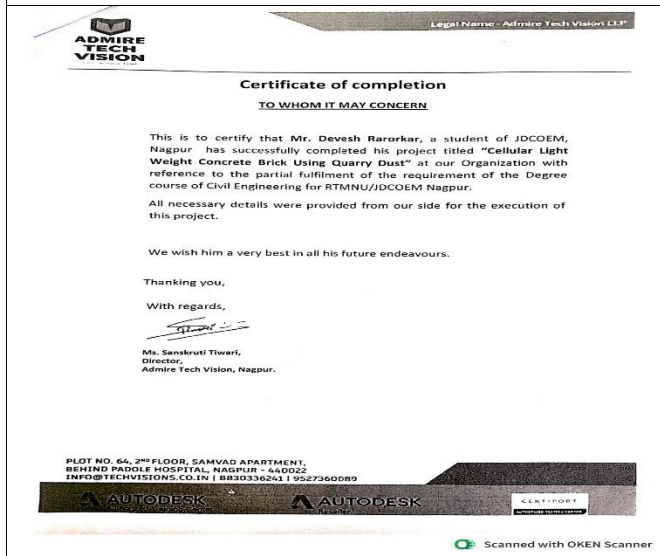 Legal Name - Admire Tech Vision LLP
ADMIRE
TECH
VISION
Certificate of completion
TO WHOM IT MAY CONCERN
This is to certify that Mr. Devesh Rarorkar, a student of JDCOEM,
Nagpur has successfully completed his project titled "Cellular Light
Weight Concrete Brick Using Quarry Dust" at our Organization with
reference to the partial fulfilment of the requirement of the Degree
course of Civil Engineering for RTMNU/JDCOEM Nagpur.
All necessary details were provided from our side for the execution of
this project.
We wish him a very best in all his future endeavours.
Thanking you,
With regards,
Ms. Sanskruti Tiwari,
Director,
Admire Tech Vision, Nagpur.
PLOT NO. 64, 2ND FLOOR, SAMVAD APARTMENT,
BEHIND PADOLE HOSPITAL, NAGPUR - 440022
INFO@TECHVISIONS.CO.IN | 8830336241 | 9527360089
AUTODESK
AUTODESK
CERTIPORT
AUTHORIZED TESTING CENTER
Scanned with OKEN Scanner